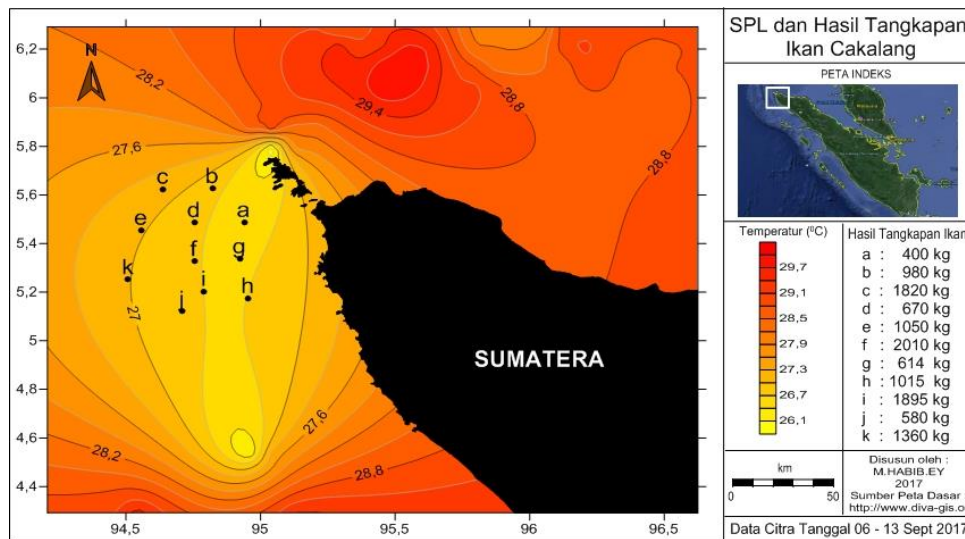 SPL dan Hasil Tangkapan
Ikan Cakalang
PETA INDEKS
Temperatur (⁰C)
29,7
29,1
28,5
27,9
27,3
26,7
26,1
Hasil Tangkapan Ikan:
a : 400 kg
b : 980 kg
c : 1820 kg
d : 670 kg
e : 1050 kg
f : 2010 kg
g : 614 kg
h : 1015 kg
i : 1895 kg
j : 580 kg
k : 1360 kg
km
0 50
Disusun oleh :
M.HABIB.EY
2017
Sumber Peta Dasar :
http://www.diva-gis.o
Data Citra Tanggal 06 - 13 Sept 2017
N
6,2
6
5,8
5,6
5,4
5,2
5
4,8
4,6
4,4
94,5 95 95,5 96 96,5
28,2
29,4
28,8
27,6
28,8
27
27,6
28,2
28,8
c b
e d a
f g
k i h
j
SUMATERA